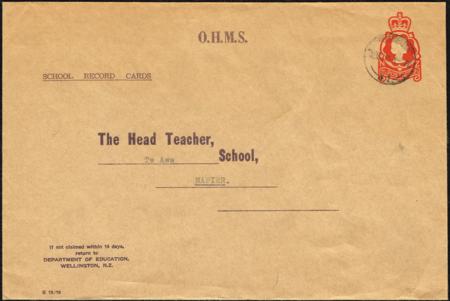 O.H.M.S.
SCHOOL RECORD CARDS
The Head Teacher,
Te Awa School,
NAPIER.
If not claimed within 14 days,
return to
DEPARTMENT OF EDUCATION,
WELLINGTON, N.Z.